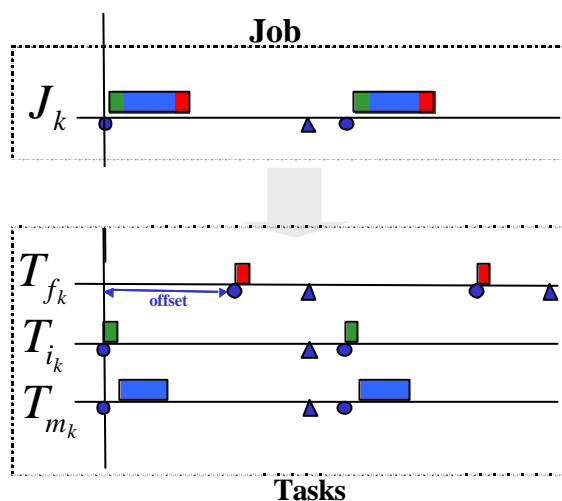 Job
J_k
T_{f_k}
offset
T_{i_k}
T_{m_k}
Tasks